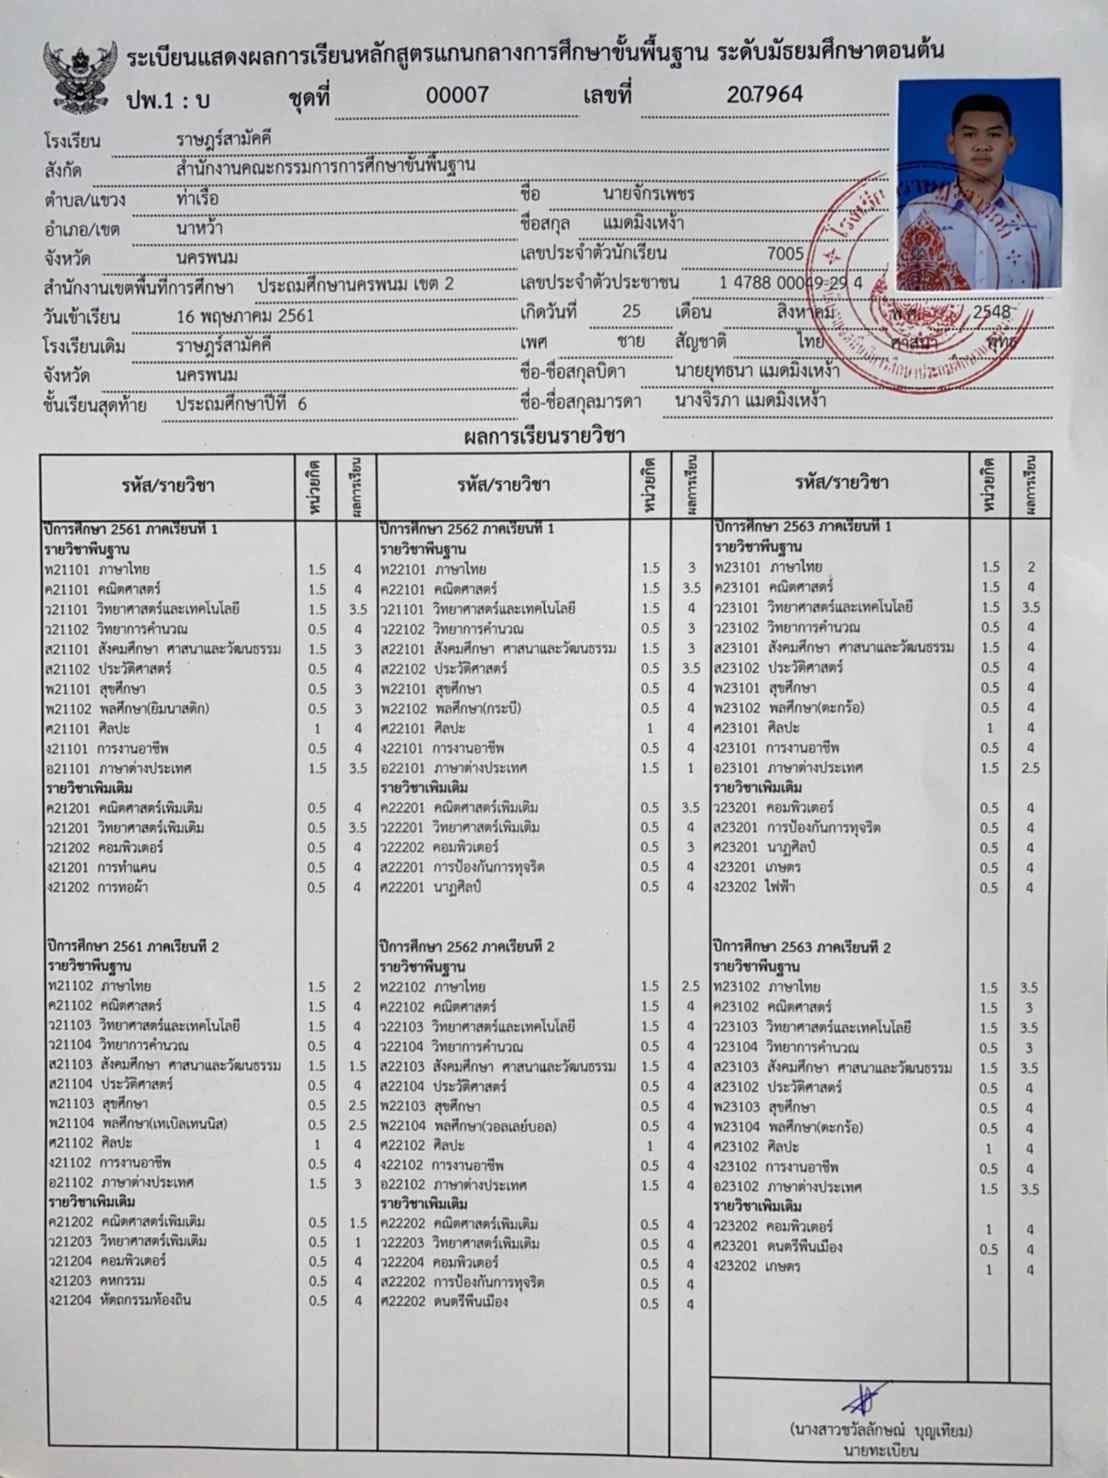 ระเบียนแสดงผลการเรียนหลักสูตรแกนกลางการศึกษาขั้นพื้นฐาน ระดับมัธยมศึกษาตอนต้น
ปพ.1 : บ ชุดที่ 00007 เลขที่ 207964
โรงเรียน ราษฎร์สามัคคี
สังกัด สำนักงานคณะกรรมการการศึกษาขั้นพื้นฐาน
ตำบล/แขวง ท่าเรือ ชื่อ นายจักรเพชร
อำเภอ/เขต นาหว้า ชื่อสกุล แมดมิงเหง้า
จังหวัด นครพนม เลขประจำตัวนักเรียน 7005
สำนักงานเขตพื้นที่การศึกษา ประถมศึกษานครพนม เขต 2 เลขประจำตัวประชาชน 1 4788 00049 29 4
วันเข้าเรียน 16 พฤษภาคม 2561 เกิดวันที่ 25 เดือน สิงหาคม พ.ศ. 2548
โรงเรียนเดิม ราษฎร์สามัคคี เพศ ชาย สัญชาติ ไทย ศาสนา พุทธ
จังหวัด นครพนม ชื่อ-ชื่อสกุลบิดา นายยุทธนา แมดมิงเหง้า
ชั้นเรียนสุดท้าย ประถมศึกษาปีที่ 6 ชื่อ-ชื่อสกุลมารดา นางจิรภา แมดมิงเหง้า
ผลการเรียนรายวิชา
รหัส/รายวิชา หน่วยกิต ผลการเรียน รหัส/รายวิชา หน่วยกิต ผลการเรียน รหัส/รายวิชา หน่วยกิต ผลการเรียน
ปีการศึกษา 2561 ภาคเรียนที่ 1 ปีการศึกษา 2562 ภาคเรียนที่ 1 ปีการศึกษา 2563 ภาคเรียนที่ 1
รายวิชาพื้นฐาน รายวิชาพื้นฐาน รายวิชาพื้นฐาน
ท21101 ภาษาไทย 1.5 4 ท22101 ภาษาไทย 1.5 3 ท23101 ภาษาไทย 1.5 2
ค21101 คณิตศาสตร์ 1.5 4 ค22101 คณิตศาสตร์ 1.5 3.5 ค23101 คณิตศาสตร์ 1.5 4
ว21101 วิทยาศาสตร์และเทคโนโลยี 1.5 3.5 ว21101 วิทยาศาสตร์และเทคโนโลยี 1.5 4 ว23101 วิทยาศาสตร์และเทคโนโลยี 1.5 3.5
ว21102 วิทยาการคำนวณ 0.5 4 ว22102 วิทยาการคำนวณ 0.5 3 ว23102 วิทยาการคำนวณ 0.5 4
ส21101 สังคมศึกษา ศาสนาและวัฒนธรรม 1.5 3 ส22101 สังคมศึกษา ศาสนาและวัฒนธรรม 1.5 3 ส23101 สังคมศึกษา ศาสนาและวัฒนธรรม 1.5 4
ส21102 ประวัติศาสตร์ 0.5 4 ส22102 ประวัติศาสตร์ 0.5 3.5 ส23102 ประวัติศาสตร์ 0.5 4
พ21101 สุขศึกษา 0.5 3 พ22101 สุขศึกษา 0.5 4 พ23101 สุขศึกษา 0.5 4
พ21102 พลศึกษา(ยิมนาสติก) 0.5 3 พ22102 พลศึกษา(กระบี่) 0.5 4 พ23102 พลศึกษา(ตะกร้อ) 0.5 4
ศ21101 ศิลปะ 1 4 ศ22101 ศิลปะ 1 4 ศ23101 ศิลปะ 1 4
ง21101 การงานอาชีพ 0.5 4 ง22101 การงานอาชีพ 0.5 4 ง23101 การงานอาชีพ 0.5 4
อ21101 ภาษาต่างประเทศ 1.5 3.5 อ22101 ภาษาต่างประเทศ 1.5 1 อ23101 ภาษาต่างประเทศ 1.5 2.5
รายวิชาเพิ่มเติม รายวิชาเพิ่มเติม รายวิชาเพิ่มเติม
ค21201 คณิตศาสตร์เพิ่มเติม 0.5 4 ค22201 คณิตศาสตร์เพิ่มเติม 0.5 3.5 ว23201 คอมพิวเตอร์ 0.5 4
ว21201 วิทยาศาสตร์เพิ่มเติม 0.5 3.5 ว22201 วิทยาศาสตร์เพิ่มเติม 0.5 4 ส23201 การป้องกันการทุจริต 0.5 4
ว21202 คอมพิวเตอร์ 0.5 4 ว22202 คอมพิวเตอร์ 0.5 3 ศ23201 นาฏศิลป์ 0.5 4
ง21201 การทำแคน 0.5 4 ส22201 การป้องกันการทุจริต 0.5 4 ง23201 เกษตร 0.5 4
ง21202 การทอผ้า 0.5 4 ศ22201 นาฏศิลป์ 0.5 4 ง23202 ไฟฟ้า 0.5 4
ปีการศึกษา 2561 ภาคเรียนที่ 2 ปีการศึกษา 2562 ภาคเรียนที่ 2 ปีการศึกษา 2563 ภาคเรียนที่ 2
รายวิชาพื้นฐาน รายวิชาพื้นฐาน รายวิชาพื้นฐาน
ท21102 ภาษาไทย 1.5 2 ท22102 ภาษาไทย 1.5 2.5 ท23102 ภาษาไทย 1.5 3.5
ค21102 คณิตศาสตร์ 1.5 4 ค22102 คณิตศาสตร์ 1.5 4 ค23102 คณิตศาสตร์ 1.5 3
ว21103 วิทยาศาสตร์และเทคโนโลยี 1.5 4 ว22103 วิทยาศาสตร์และเทคโนโลยี 1.5 4 ว23103 วิทยาศาสตร์และเทคโนโลยี 1.5 3.5
ว21104 วิทยาการคำนวณ 0.5 4 ว22104 วิทยาการคำนวณ 0.5 4 ว23104 วิทยาการคำนวณ 0.5 3
ส21103 สังคมศึกษา ศาสนาและวัฒนธรรม 1.5 1.5 ส22103 สังคมศึกษา ศาสนาและวัฒนธรรม 1.5 4 ส23103 สังคมศึกษา ศาสนาและวัฒนธรรม 1.5 3.5
ส21104 ประวัติศาสตร์ 0.5 4 ส22104 ประวัติศาสตร์ 0.5 4 ส23102 ประวัติศาสตร์ 0.5 4
พ21103 สุขศึกษา 0.5 2.5 พ22103 สุขศึกษา 0.5 4 พ23103 สุขศึกษา 0.5 4
พ21104 พลศึกษา(เทเบิลเทนนิส) 0.5 2.5 พ22104 พลศึกษา(วอลเลย์บอล) 0.5 4 พ23104 พลศึกษา(ตะกร้อ) 0.5 4
ศ21102 ศิลปะ 1 4 ศ22102 ศิลปะ 1 4 ศ23102 ศิลปะ 1 4
ง21102 การงานอาชีพ 0.5 4 ง22102 การงานอาชีพ 0.5 4 ง23102 การงานอาชีพ 0.5 4
อ21102 ภาษาต่างประเทศ 1.5 3 อ22102 ภาษาต่างประเทศ 1.5 4 อ23102 ภาษาต่างประเทศ 1.5 3.5
รายวิชาเพิ่มเติม รายวิชาเพิ่มเติม รายวิชาเพิ่มเติม
ค21202 คณิตศาสตร์เพิ่มเติม 0.5 1.5 ค22202 คณิตศาสตร์เพิ่มเติม 0.5 4 ว23202 คอมพิวเตอร์ 1 4
ว21203 วิทยาศาสตร์เพิ่มเติม 0.5 1 ว22203 วิทยาศาสตร์เพิ่มเติม 0.5 4 ศ23201 ดนตรีพื้นเมือง 0.5 4
ว21204 คอมพิวเตอร์ 0.5 4 ว22204 คอมพิวเตอร์ 0.5 4 ง23202 เกษตร 1 4
ง21203 คหกรรม 0.5 4 ส22202 การป้องกันการทุจริต 0.5 4
ง21204 หัตถกรรมท้องถิ่น 0.5 4 ศ22202 ดนตรีพื้นเมือง 0.5 4
(นางสาวชวัลลักษณ์ บุญเทียม)
นายทะเบียน